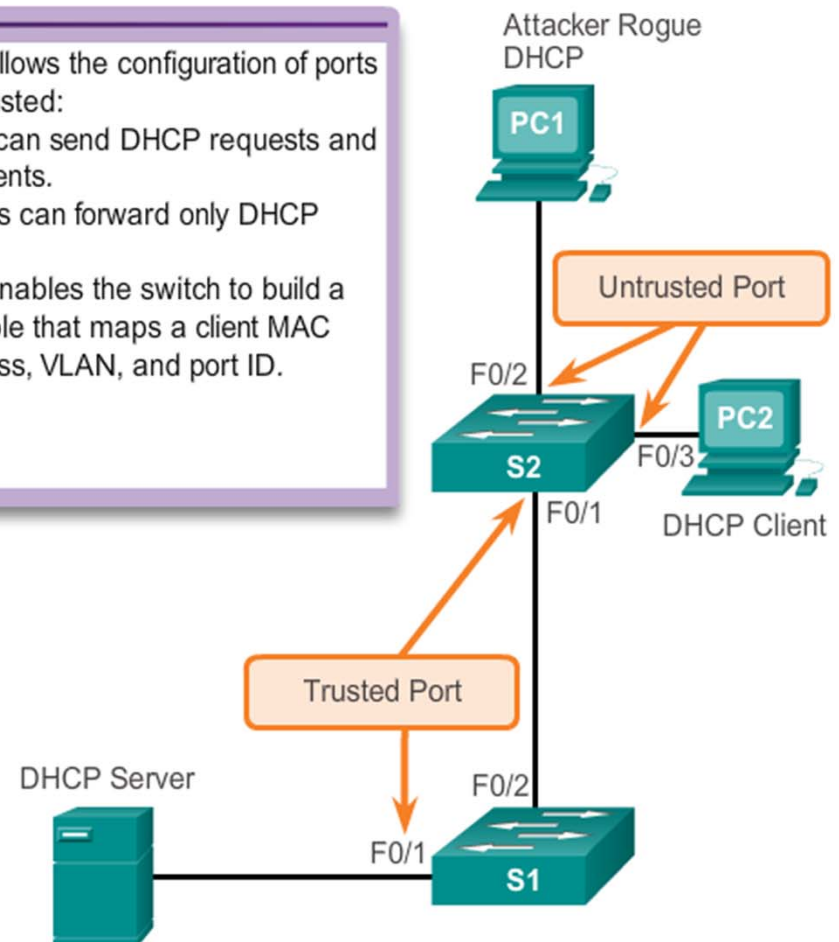 llows the configuration of ports
sted:
can send DHCP requests and
ents.
s can forward only DHCP
nables the switch to build a
le that maps a client MAC
ss, VLAN, and port ID.
Attacker Rogue
DHCP
PC1
Untrusted Port
F0/2
PC2
S2
F0/3
F0/1
DHCP Client
Trusted Port
DHCP Server
F0/2
F0/1
S1